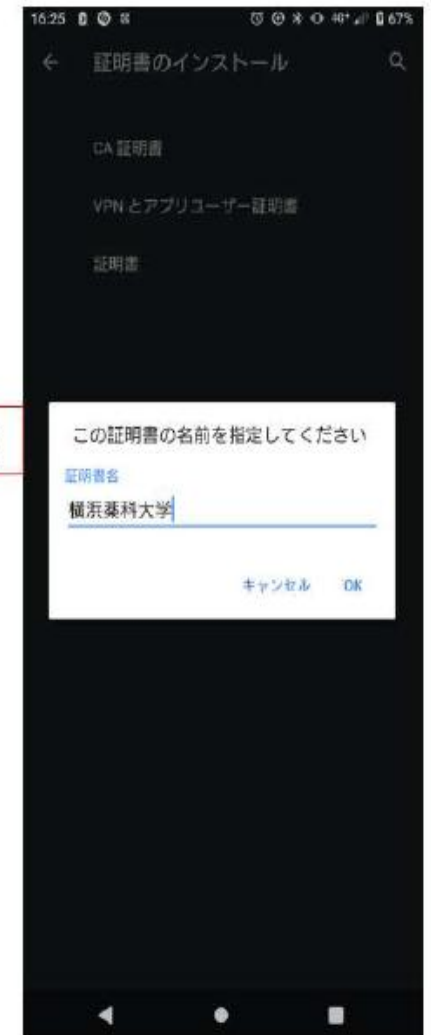 16:25 4G+ 67%
証明書のインストール
CA 証明書
VPN とアプリユーザー証明書
証明書
この証明書の名前を指定してください
証明書名
横浜薬科大学
キャンセル OK